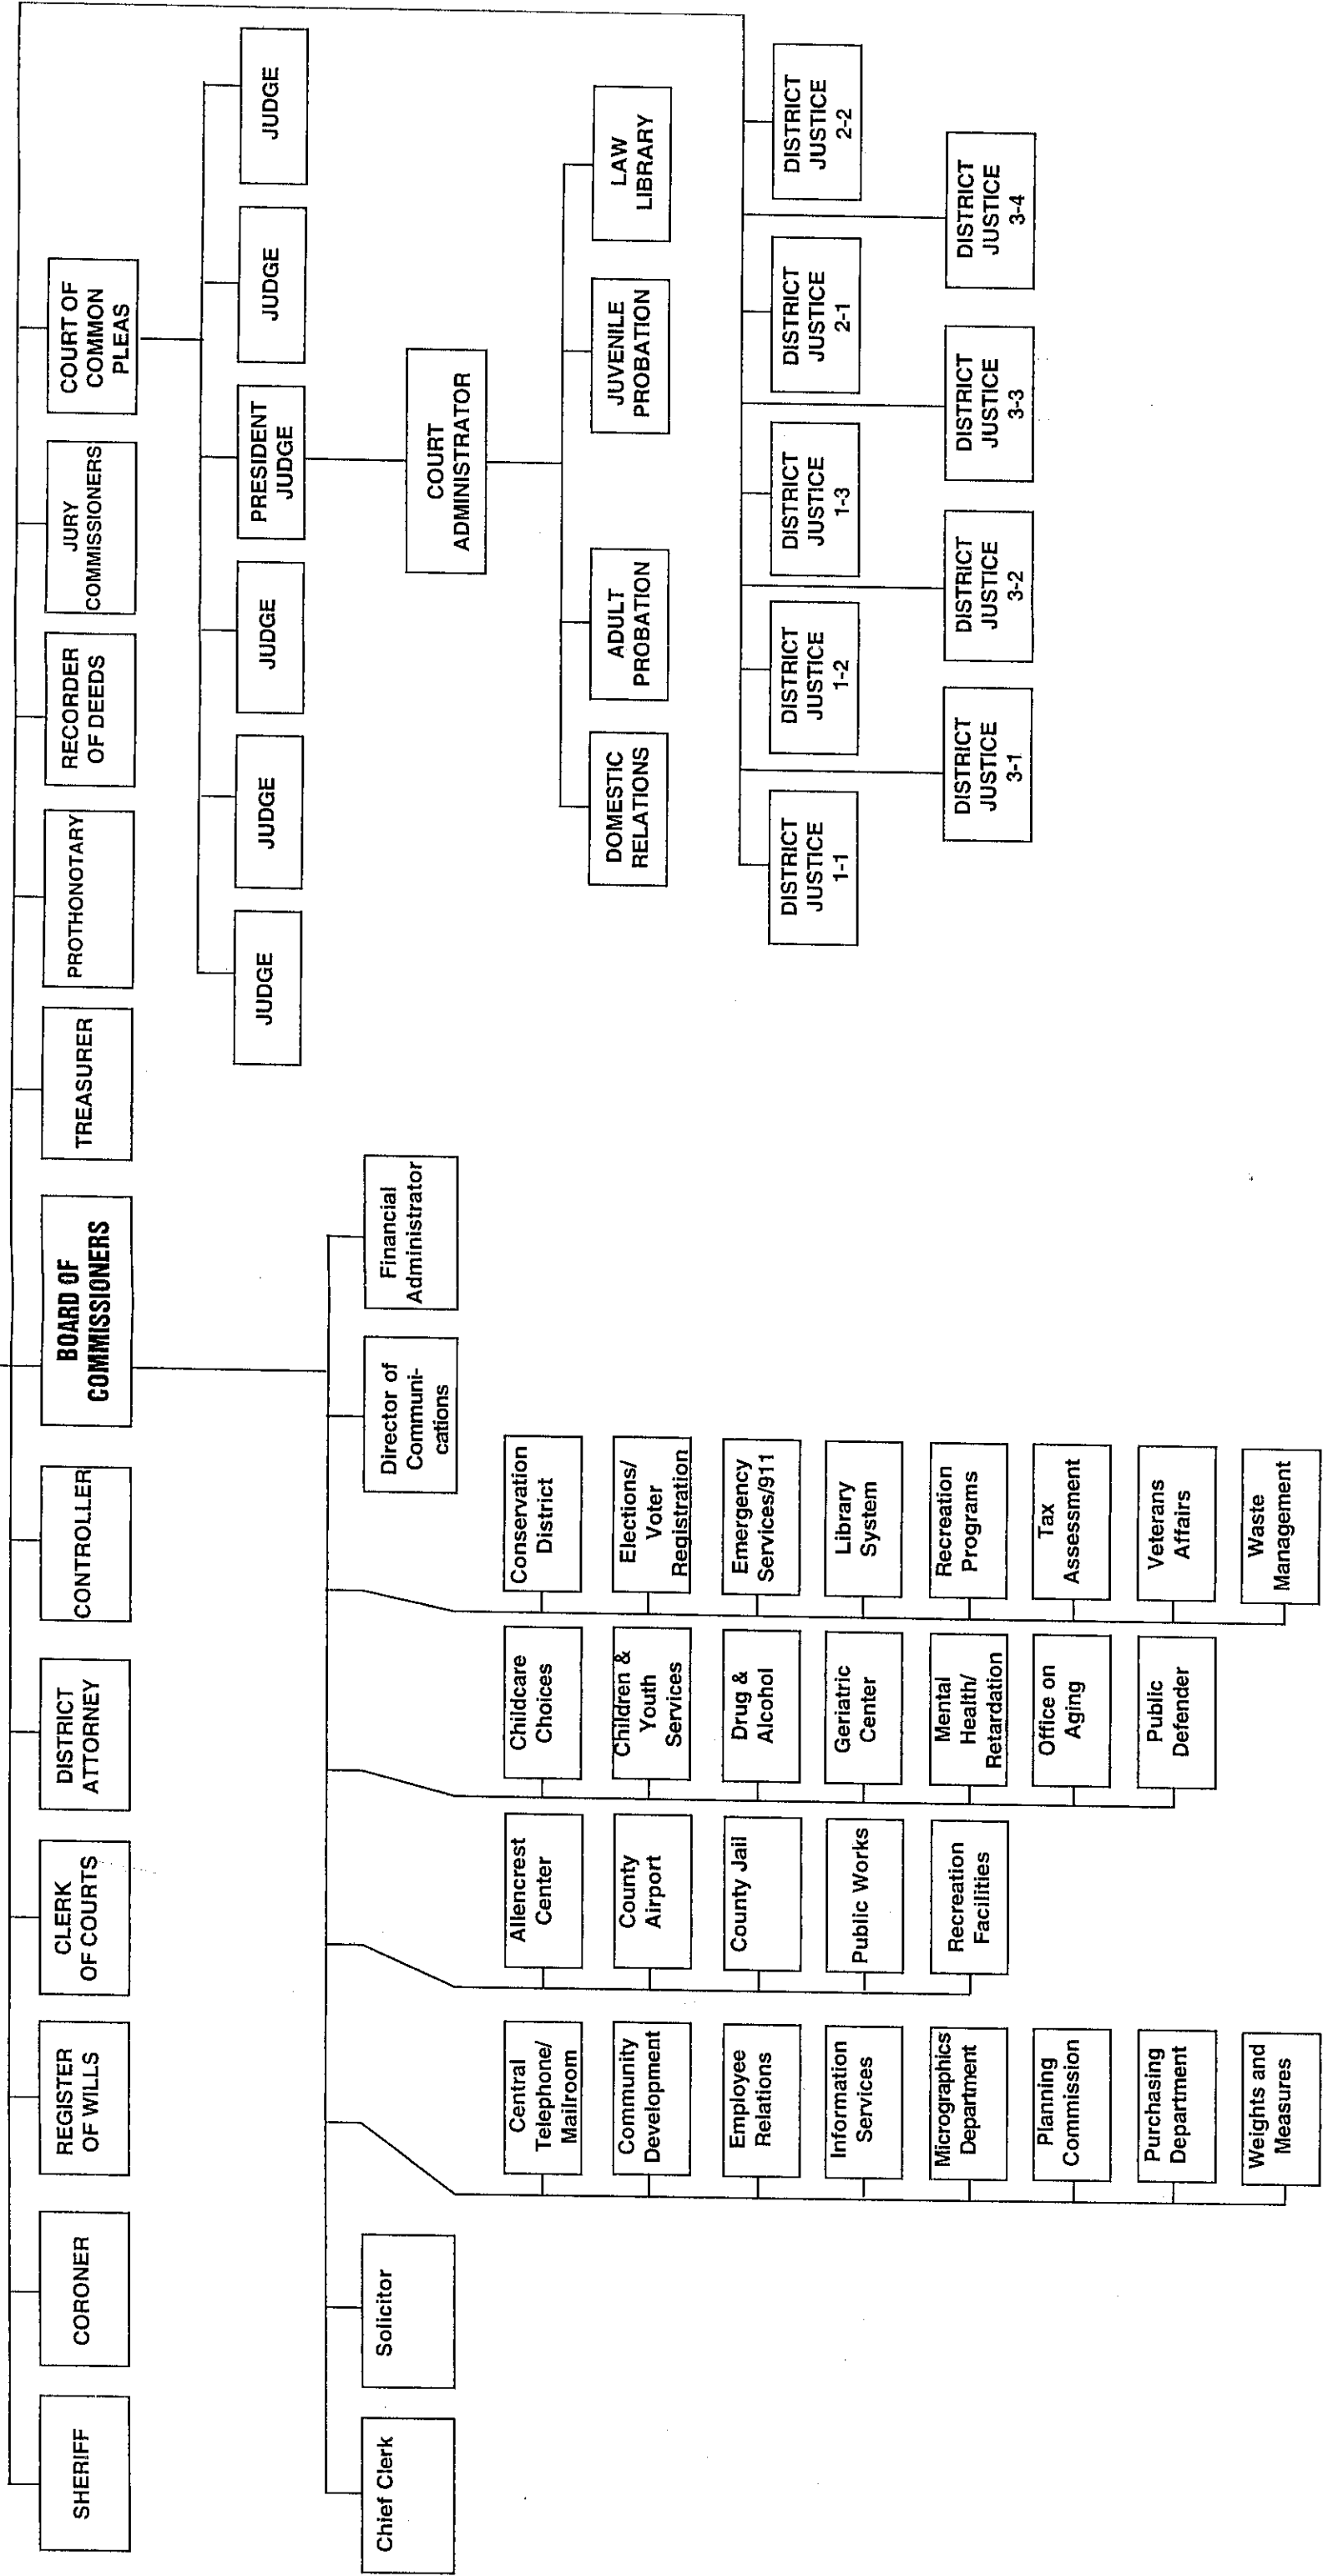 SHERIFF
CORONER
REGISTER
OF WILLS
CLERK
OF COURTS
DISTRICT
ATTORNEY
CONTROLLER
BOARD OF
COMMISSIONERS
TREASURER
PROTHONOTARY
RECORDER
OF DEEDS
JURY
COMMISSIONERS
COURT OF
COMMON
PLEAS
JUDGE
JUDGE
JUDGE
PRESIDENT
JUDGE
JUDGE
JUDGE
COURT
ADMINISTRATOR
DOMESTIC
RELATIONS
ADULT
PROBATION
JUVENILE
PROBATION
LAW
LIBRARY
DISTRICT
JUSTICE
1-1
DISTRICT
JUSTICE
1-2
DISTRICT
JUSTICE
1-3
DISTRICT
JUSTICE
2-1
DISTRICT
JUSTICE
2-2
DISTRICT
JUSTICE
3-1
DISTRICT
JUSTICE
3-2
DISTRICT
JUSTICE
3-3
DISTRICT
JUSTICE
3-4
Chief Clerk
Solicitor
Director of
Communi-
cations
Financial
Administrator
Central
Telephone/
Mailroom
Community
Development
Employee
Relations
Information
Services
Micrographics
Department
Planning
Commission
Purchasing
Department
Weights and
Measures
Allencrest
Center
County
Airport
County Jail
Public Works
Recreation
Facilities
Childcare
Choices
Children &
Youth
Services
Drug &
Alcohol
Geriatric
Center
Mental
Health/
Retardation
Office on
Aging
Public
Defender
Conservation
District
Elections/
Voter
Registration
Emergency
Services/911
Library
System
Recreation
Programs
Tax
Assessment
Veterans
Affairs
Waste
Management